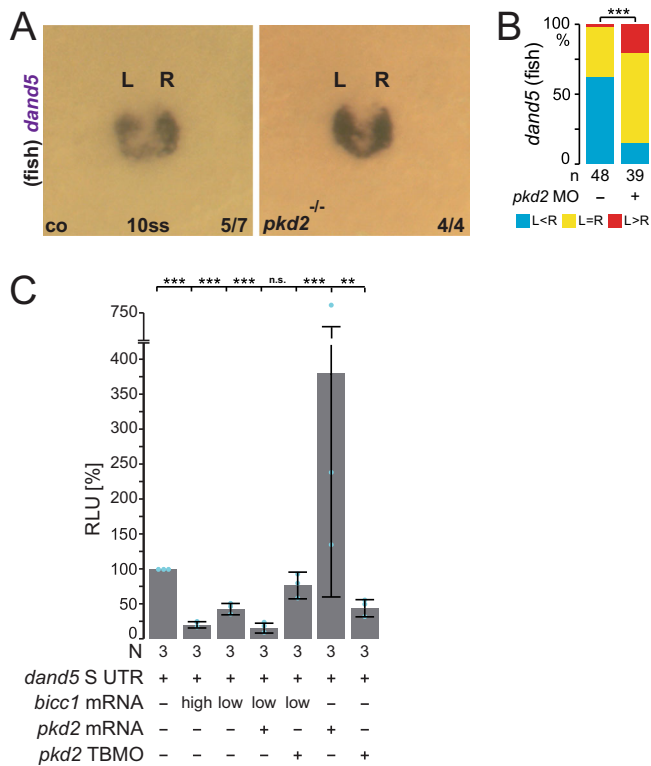 A
(fish) dand5
L R
co 10ss 5/7
L R
pkd2 -/- 4/4
B
***
dand5 (fish)
100
%
50
0
n 48 39
pkd2 MO – +
L<R L=R L>R
C
*** *** *** n.s. *** **
RLU [%]
750
400
350
300
250
200
150
100
50
0
N 3 3 3 3 3 3 3
dand5 S UTR + + + + + + +
bicc1 mRNA – high low low low – –
pkd2 mRNA – – – + – + –
pkd2 TBMO – – – – + – +